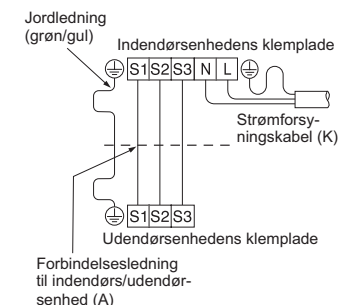 Jordledning
(grøn/gul)
Indendørsenhedens klemplade
S1 S2 S3 N L
Strømforsy-
ningskabel (K)
S1 S2 S3
Udendørsenhedens klemplade
Forbindelsesledning
til indendørs/udendør-
senhed (A)